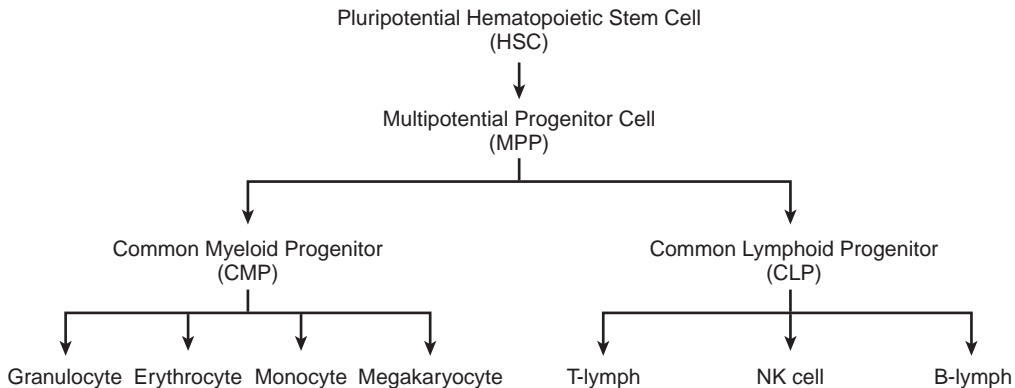 Pluripotential Hematopoietic Stem Cell
(HSC)
Multipotential Progenitor Cell
(MPP)
Common Myeloid Progenitor
(CMP)
Common Lymphoid Progenitor
(CLP)
Granulocyte Erythrocyte Monocyte Megakaryocyte T-lymph NK cell B-lymph